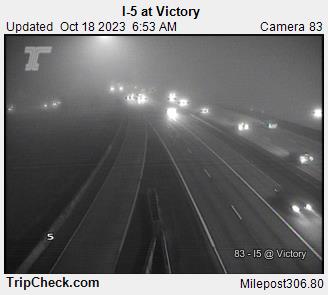 I-5 at Victory
Updated Oct 18 2023 6:53 AM Camera 83
T
S
83 - I5 @ Victory
TripCheck.com Milepost306.80